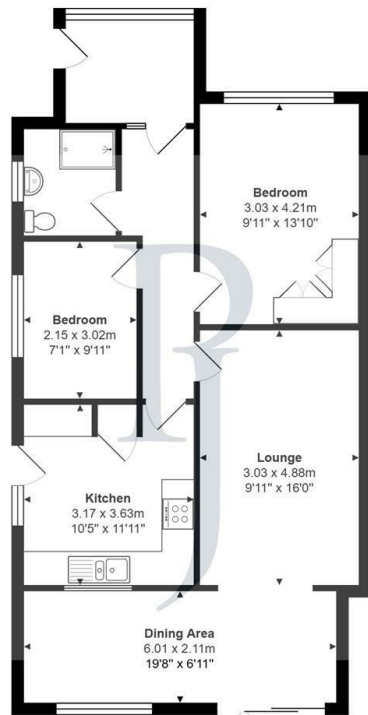 Bedroom
3.03 x 4.21m
9'11" x 13'10"
Bedroom
2.15 x 3.02m
7'1" x 9'11"
Lounge
3.03 x 4.88m
9'11" x 16'0"
Kitchen
3.17 x 3.63m
10'5" x 11'11"
Dining Area
6.01 x 2.11m
19'8" x 6'11"
PJ